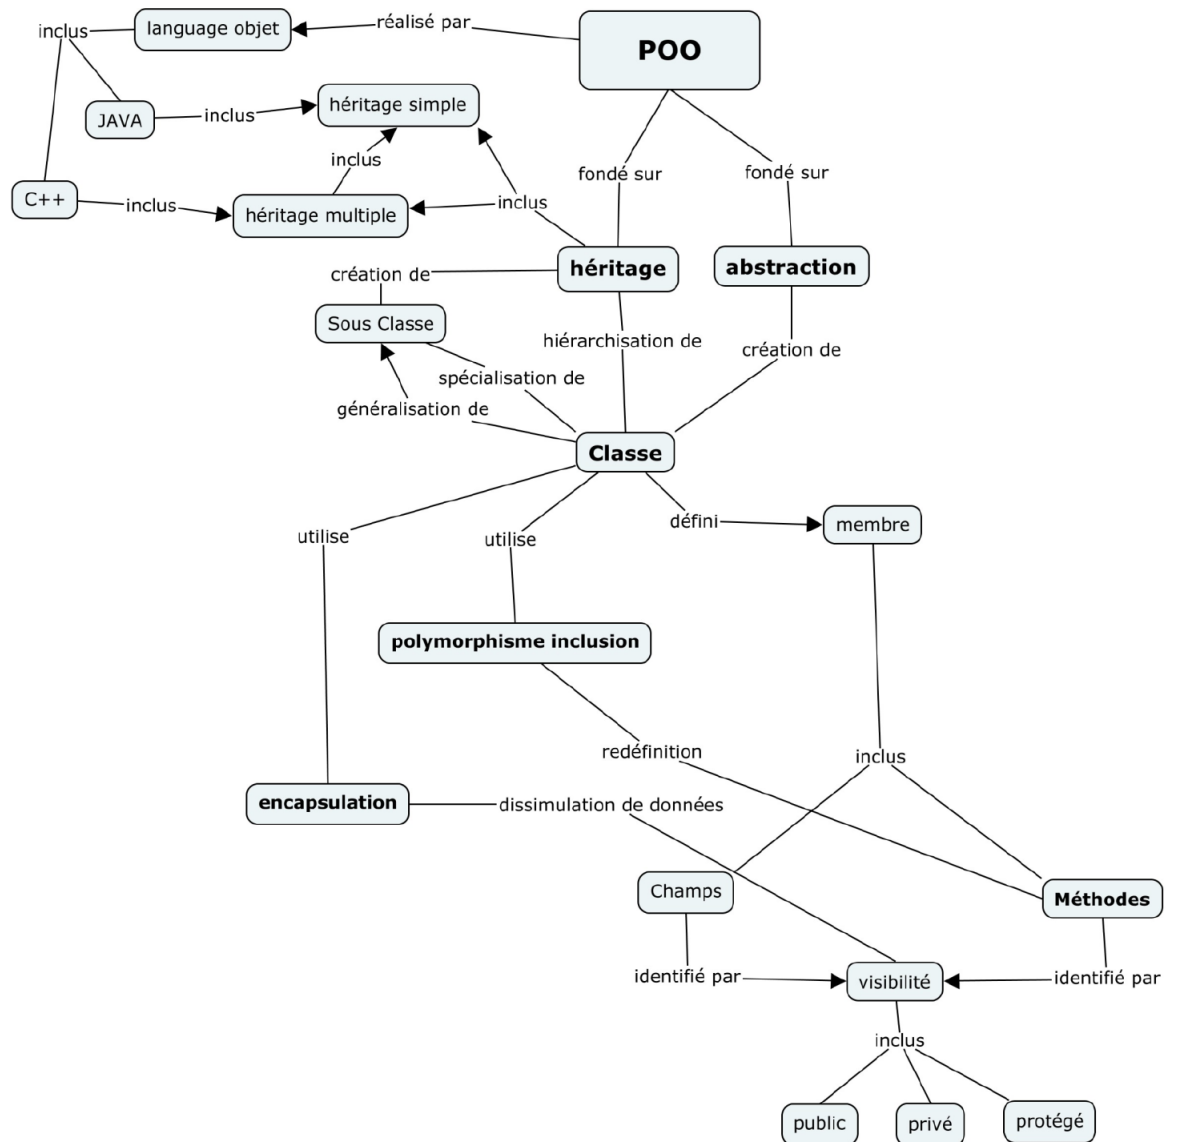 POO
réalisé par
language objet
inclus
JAVA
inclus
héritage simple
inclus
C++
inclus
héritage multiple
inclus
fondé sur
fondé sur
héritage
abstraction
création de
Sous Classe
hiérarchisation de
création de
spécialisation de
généralisation de
Classe
utilise
utilise
défini
membre
polymorphisme inclusion
redéfinition
inclus
encapsulation
dissimulation de données
Champs
Méthodes
identifié par
visibilité
identifié par
inclus
public
privé
protégé